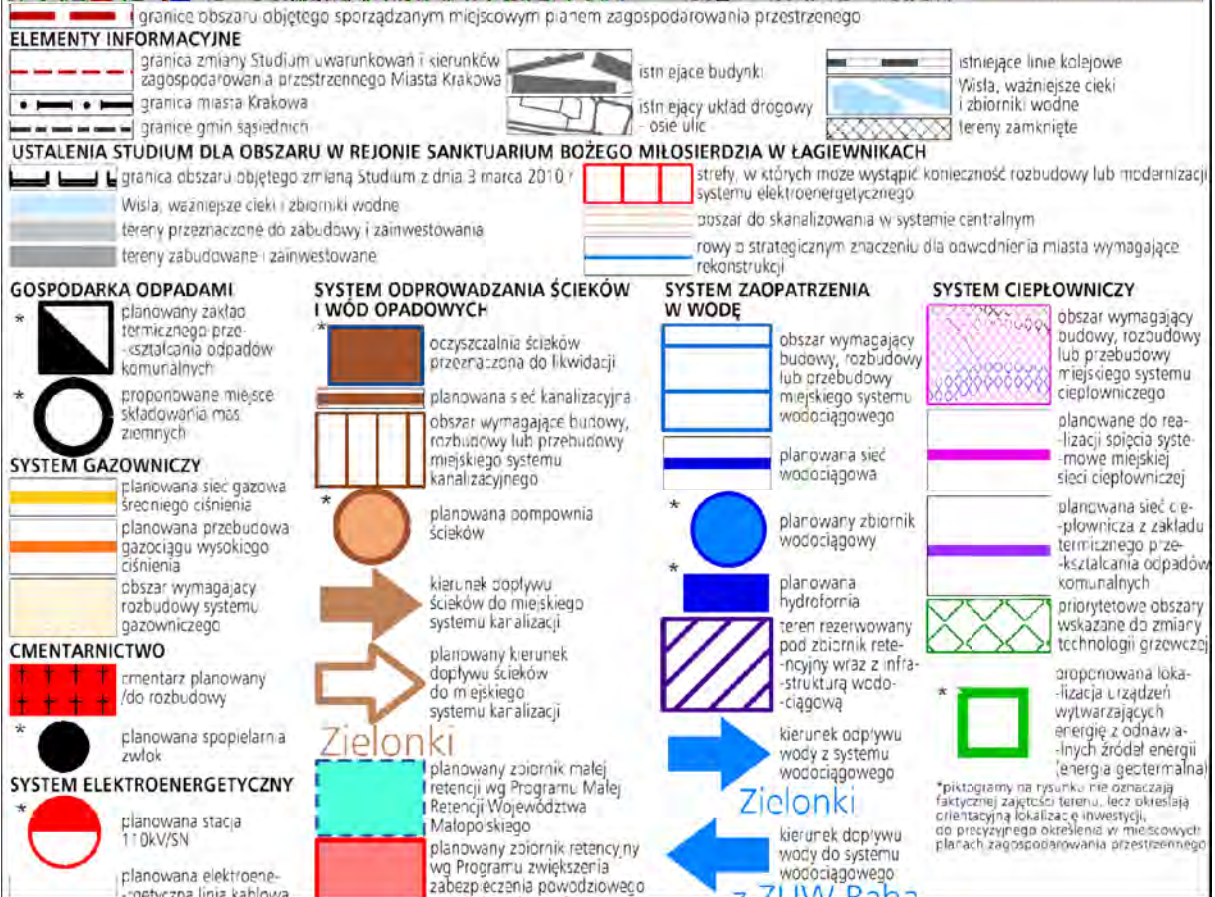 granice obszaru objętego sporządzanym miejscowym planem zagospodarowania przestrzenego
ELEMENTY INFORMACYJNE
granica zmiany Studium uwarunkowań i kierunków
zagospodarowania przestrzennego Miasta Krakowa
granica miasta Krakowa
granice gmin sąsiednich
istniejace budynki
istniejący układ drogowy
- osie ulic
istniejące linie kolejowe
Wisła, ważniejsze cieki
i zbiorniki wodne
tereny zamknięte
USTALENIA STUDIUM DLA OBSZARU W REJONIE SANKTUARIUM BOŻEGO MIŁOSIERDZIA W ŁAGIEWNIKACH
granica obszaru objętego zmianą Studium z dnia 3 marca 2010 r
Wisła, ważniejsze cieki i zbiorniki wodne
tereny przeznaczone do zabudowy i zainwestowania
tereny zabudowane i zainwestowane
strefy, w których może wystąpić konieczność rozbudowy lub modernizacji
systemu elektroenergetycznego
obszar do skanalizowania w systemie centralnym
rowy o strategicznym znaczeniu dla odwodnienia miasta wymagające
rekonstrukcji
GOSPODARKA ODPADAMI
*
planowany zakład
termicznego prze-
-kształcania odpadów
komunalnych
*
proponowane miejsce
składowania mas
ziemnych
SYSTEM GAZOWNICZY
planowana sieć gazowa
średniego ciśnienia
planowana przebudowa
gazociągu wysokiego
ciśnienia
obszar wymagający
rozbudowy systemu
gazowniczego
CMENTARNICTWO
cmentarz planowany
/do rozbudowy
*
planowana spopielarnia
zwłok
SYSTEM ELEKTROENERGETYCZNY
*
planowana stacja
110kV/SN
planowana elektroene-
-rgetyczna linia kablowa
SYSTEM ODPROWADZANIA ŚCIEKÓW
I WÓD OPADOWYCH
*
oczyszczalnia ścieków
przeznaczona do likwidacji
planowana sieć kanalizacyjna
obszar wymagające budowy,
rozbudowy lub przebudowy
miejskiego systemu
kanalizacyjnego
*
planowana pompownia
ścieków
kierunek dopływu
ścieków do miejskiego
systemu kanalizacji
planowany kierunek
dopływu ścieków
do miejskiego
systemu kanalizacji
Zielonki
planowany zbiornik małej
retencji wg Programu Małej
Retencji Województwa
Małopolskiego
planowany zbiornik retencyjny
wg Programu zwiększenia
zabezpieczenia powodziowego
SYSTEM ZAOPATRZENIA
W WODĘ
obszar wymagający
budowy, rozbudowy
lub przebudowy
miejskiego systemu
wodociągowego
planowana sieć
wodociągowa
*
planowany zbiornik
wodociągowy
*
planowana
hydrofornia
teren rezerwowany
pod zbiornik rete-
-ncyjny wraz z infra-
-strukturą wodo-
-ciągową
kierunek odpływu
wody z systemu
wodociągowego
Zielonki
kierunek dopływu
wody do systemu
wodociągowego
z ZUW Raba
SYSTEM CIEPŁOWNICZY
obszar wymagający
budowy, rozbudowy
lub przebudowy
miejskiego systemu
ciepłowniczego
planowane do rea-
-lizacji spięcia syste-
-mowe miejskiej
sieci ciepłowniczej
planowana sieć cie-
-płownicza z zakładu
termicznego prze-
-kształcania odpadów
komunalnych
priorytetowe obszary
wskazane do zmiany
technologii grzewczej
*
proponowana loka-
-lizacja urządzeń
wytwarzających
energię z odnawia-
-lnych źródeł energii
(energia geotermalna)
*piktogramy na rysunku nie oznaczają
faktycznej zajętości terenu, lecz określają
orientacyjną lokalizację inwestycji,
do precyzyjnego określenia w miejscowych
planach zagospodarowania przestrzennego